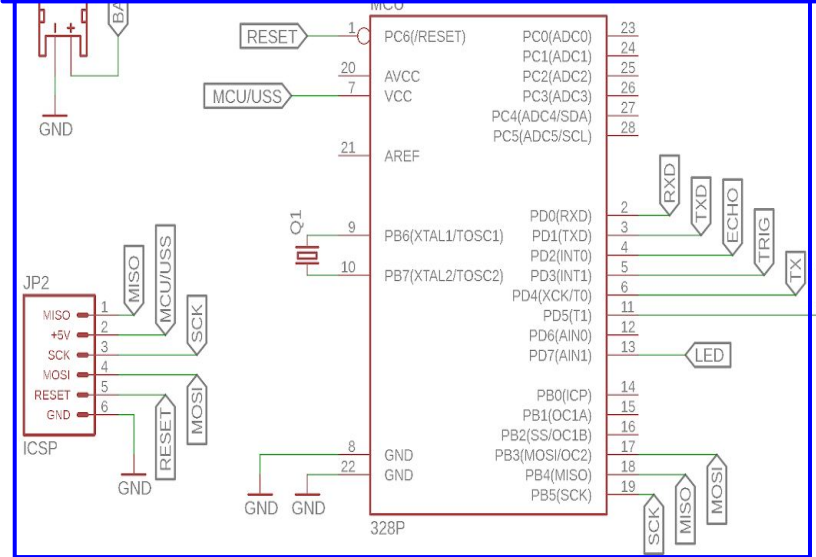 MCU
BA
GND
RESET
1
PC6(/RESET)
20
AVCC
MCU/USS
7
VCC
21
AREF
Q1
9
PB6(XTAL1/TOSC1)
10
PB7(XTAL2/TOSC2)
8
GND
22
GND
GND
GND
328P
PC0(ADC0)
23
PC1(ADC1)
24
PC2(ADC2)
25
PC3(ADC3)
26
PC4(ADC4/SDA)
27
PC5(ADC5/SCL)
28
PD0(RXD)
2
RXD
PD1(TXD)
3
TXD
PD2(INT0)
4
ECHO
PD3(INT1)
5
TRIG
PD4(XCK/T0)
6
TX
PD5(T1)
11
PD6(AIN0)
12
PD7(AIN1)
13
LED
PB0(ICP)
14
PB1(OC1A)
15
PB2(SS/OC1B)
16
PB3(MOSI/OC2)
17
MOSI
PB4(MISO)
18
MISO
PB5(SCK)
19
SCK
JP2
MISO
1
MISO
+5V
2
MCU/USS
SCK
3
SCK
MOSI
4
MOSI
RESET
5
RESET
GND
6
GND
ICSP